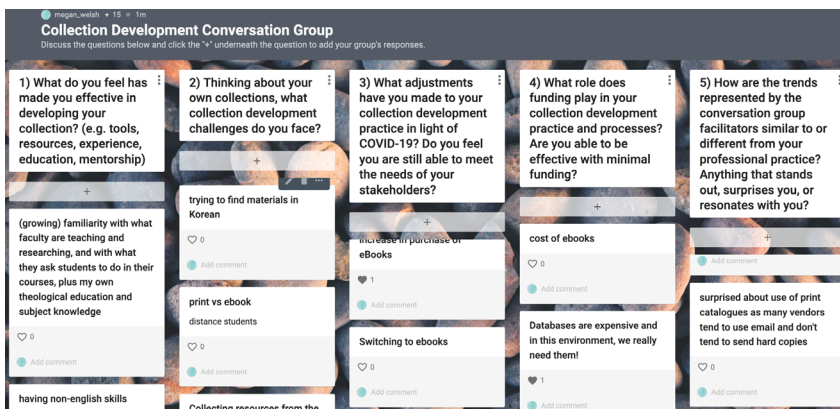 megan_welsh + 15 • 1m
Collection Development Conversation Group
Discuss the questions below and click the "+" underneath the question to add your group's responses.
1) What do you feel has
made you effective in
developing your
collection? (e.g. tools,
resources, experience,
education, mentorship)
+
(growing) familiarity with what
faculty are teaching and
researching, and with what
they ask students to do in their
courses, plus my own
theological education and
subject knowledge
0
Add comment
having non-english skills
2) Thinking about your
own collections, what
collection development
challenges do you face?
+
trying to find materials in
Korean
0
Add comment
print vs ebook
distance students
0
Add comment
Collecting resources from the
3) What adjustments
have you made to your
collection development
practice in light of
COVID-19? Do you feel
you are still able to meet
the needs of your
stakeholders?
+
increase in purchase of
eBooks
1
Add comment
Switching to ebooks
0
Add comment
4) What role does
funding play in your
collection development
practice and processes?
Are you able to be
effective with minimal
funding?
+
cost of ebooks
0
Add comment
Databases are expensive and
in this environment, we really
need them!
1
Add comment
5) How are the trends
represented by the
conversation group
facilitators similar to or
different from your
professional practice?
Anything that stands
out, surprises you, or
resonates with you?
+
Add comment
surprised about use of print
catalogues as many vendors
tend to use email and don't
tend to send hard copies
0
Add comment